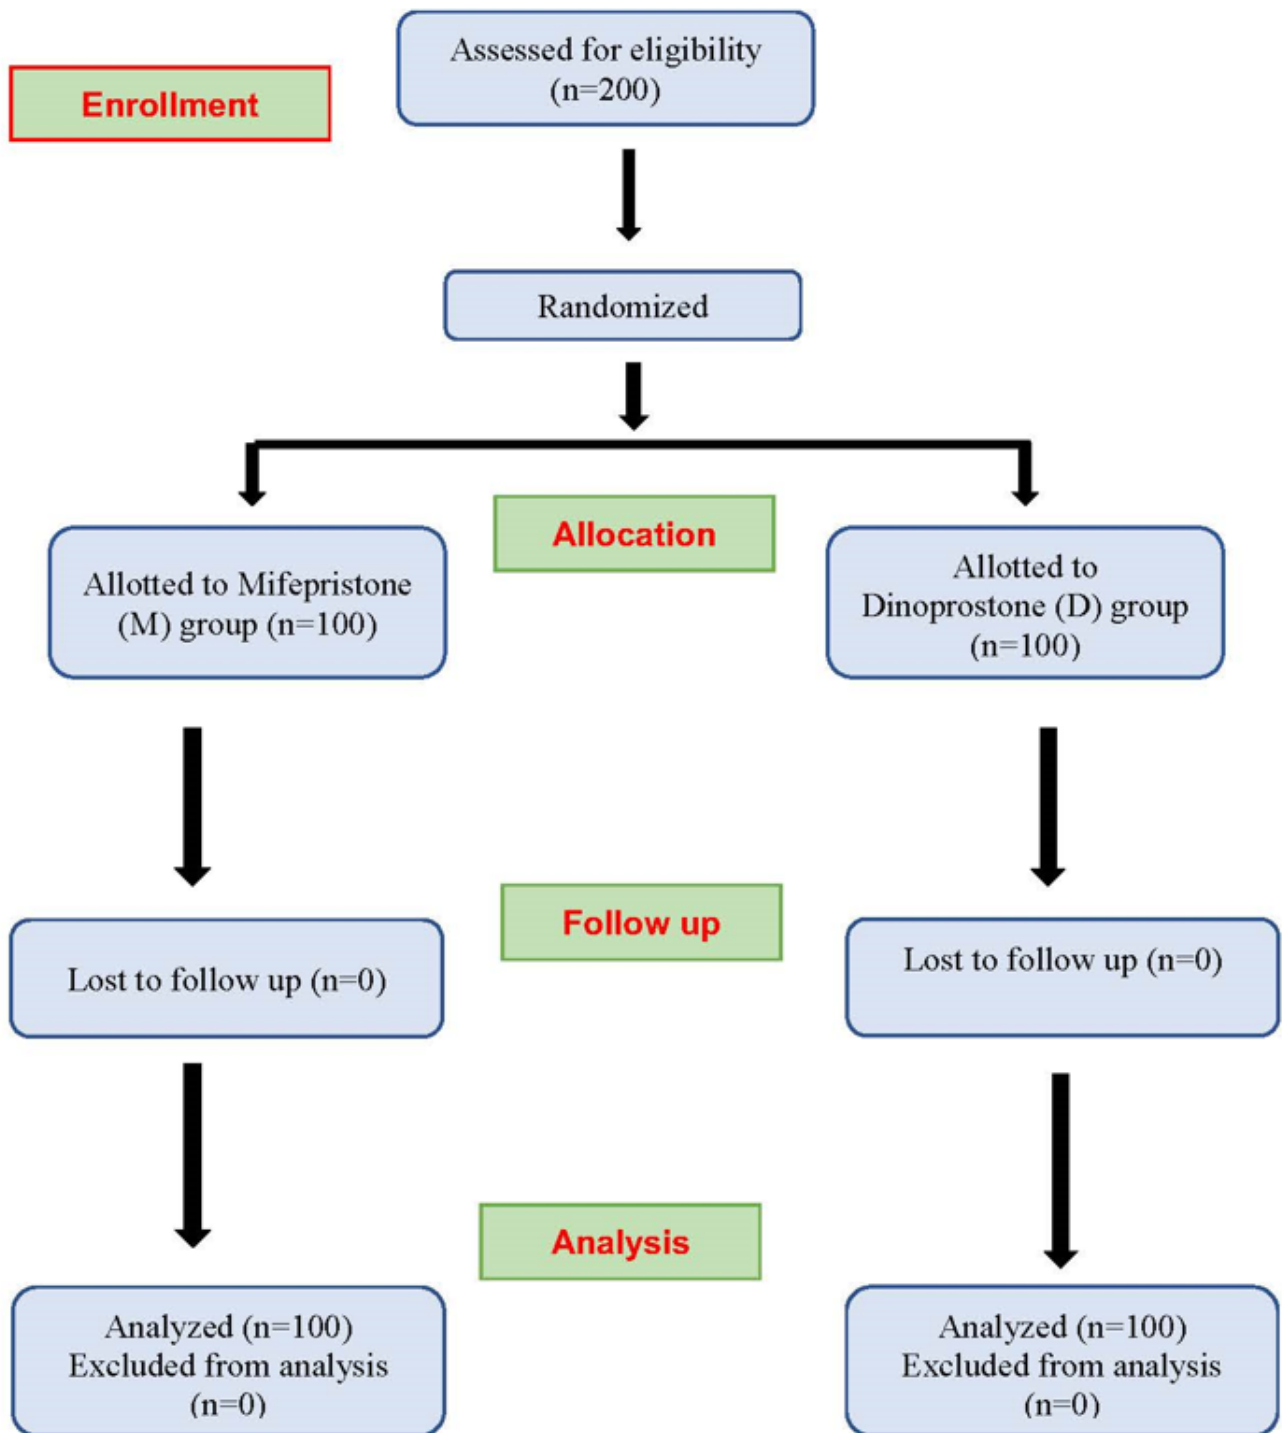 Assessed for eligibility
(n=200)
Enrollment
Randomized
Allocation
Allotted to Mifepristone
(M) group (n=100)
Allotted to
Dinoprostone (D) group
(n=100)
Follow up
Lost to follow up (n=0)
Lost to follow up (n=0)
Analysis
Analyzed (n=100)
Excluded from analysis
(n=0)
Analyzed (n=100)
Excluded from analysis
(n=0)